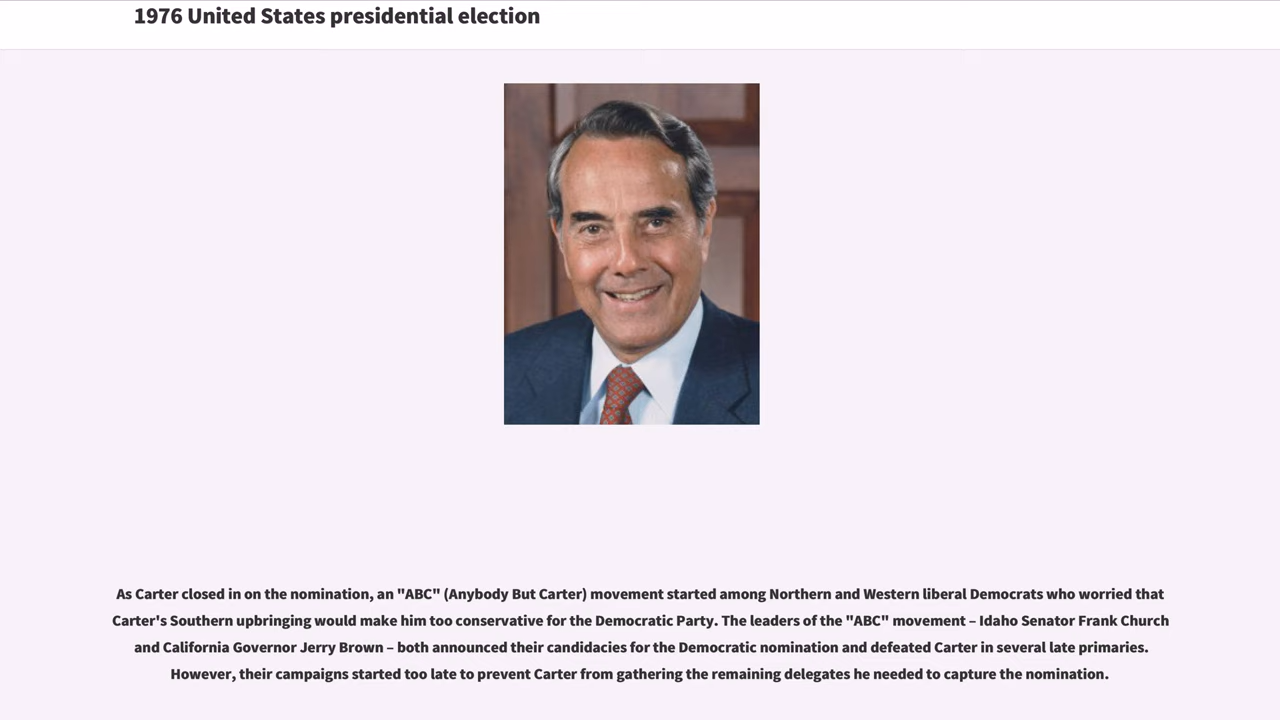 1976 United States presidential election
As Carter closed in on the nomination, an "ABC" (Anybody But Carter) movement started among Northern and Western liberal Democrats who worried that
Carter's Southern upbringing would make him too conservative for the Democratic Party. The leaders of the "ABC" movement – Idaho Senator Frank Church
and California Governor Jerry Brown – both announced their candidacies for the Democratic nomination and defeated Carter in several late primaries.
However, their campaigns started too late to prevent Carter from gathering the remaining delegates he needed to capture the nomination.